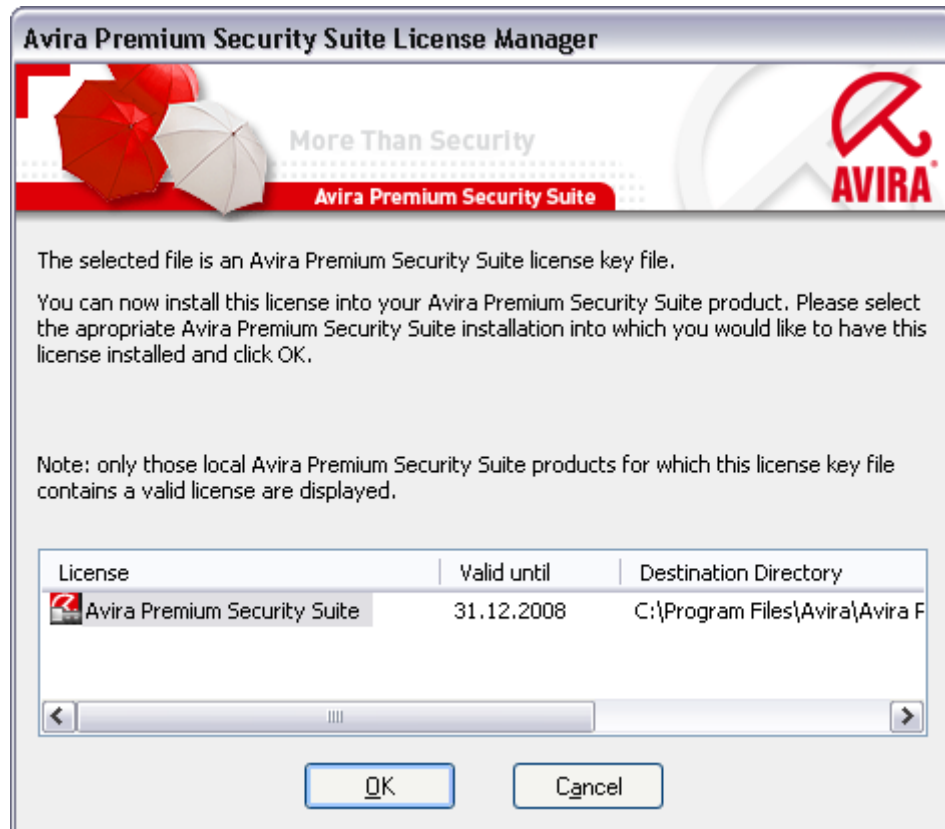 Avira Premium Security Suite License Manager
More Than Security
Avira Premium Security Suite
AVIRA
The selected file is an Avira Premium Security Suite license key file.
You can now install this license into your Avira Premium Security Suite product. Please select
the apropriate Avira Premium Security Suite installation into which you would like to have this
license installed and click OK.
Note: only those local Avira Premium Security Suite products for which this license key file
contains a valid license are displayed.
License Valid until Destination Directory
Avira Premium Security Suite 31.12.2008 C:\Program Files\Avira\Avira P
OK Cancel